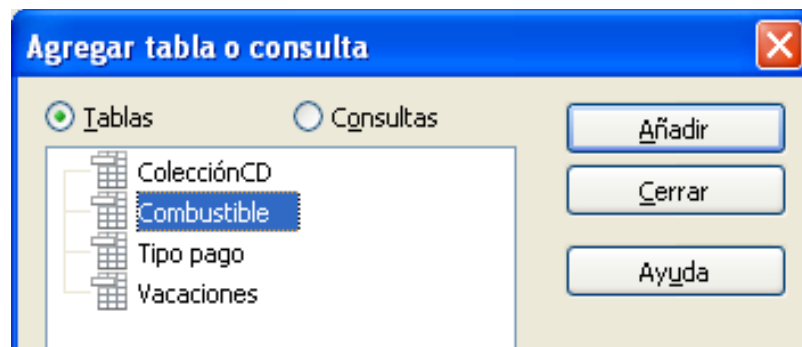 Agregar tabla o consulta
Tablas
Consultas
Añadir
ColecciónCD
Combustible
Cerrar
Tipo pago
Vacaciones
Ayuda